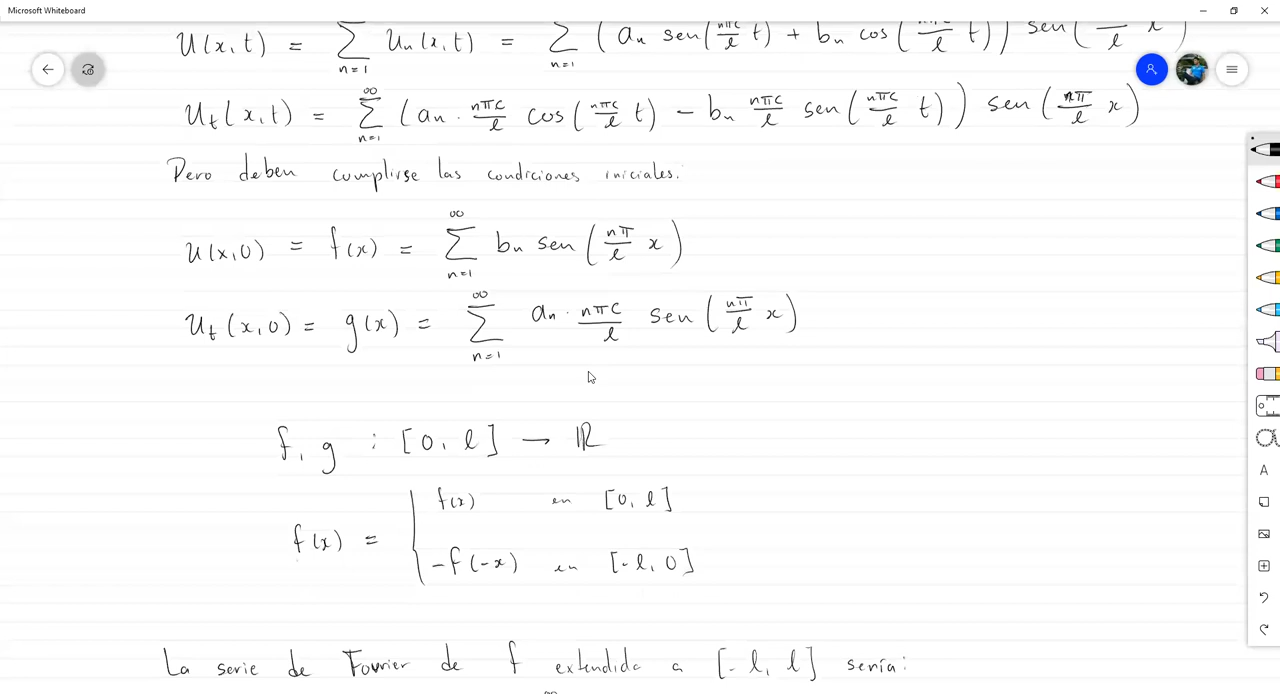 Microsoft Whiteboard
U(x,t) = ∑_{n=1} Un(x,t) = ∑_{n=1} (an sen(nπc/l t) + bn cos(nπc/l t)) sen(/l x)
Ut(x,t) = ∑_{n=1}^{∞} (an · nπc/l cos(nπc/l t) − bn nπc/l sen(nπc/l t)) sen(nπ/l x)
Pero deben cumplirse las condiciones iniciales:
U(x,0) = f(x) = ∑_{n=1}^{∞} bn sen(nπ/l x)
Ut(x,0) = g(x) = ∑_{n=1}^{∞} an · nπc/l sen(nπ/l x)
f, g : [0, l] → ℝ
f(x) = { f(x) en [0, l]
−f(−x) en [−l, 0]
La serie de Fourier de f extendida a [−l, l] sería:
∞